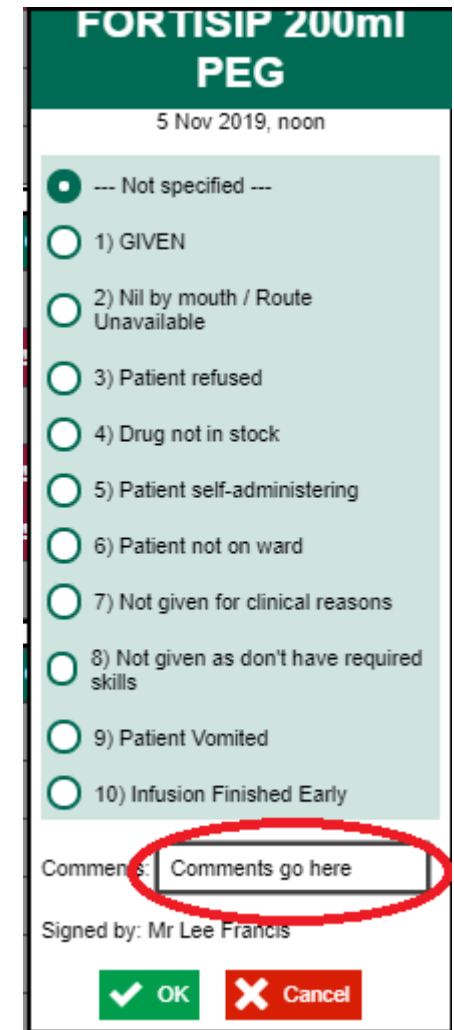 FORTISIP 200ml
PEG
5 Nov 2019, noon
--- Not specified ---
1) GIVEN
2) Nil by mouth / Route
Unavailable
3) Patient refused
4) Drug not in stock
5) Patient self-administering
6) Patient not on ward
7) Not given for clinical reasons
8) Not given as don't have required
skills
9) Patient Vomited
10) Infusion Finished Early
Comments: Comments go here
Signed by: Mr Lee Francis
OK Cancel